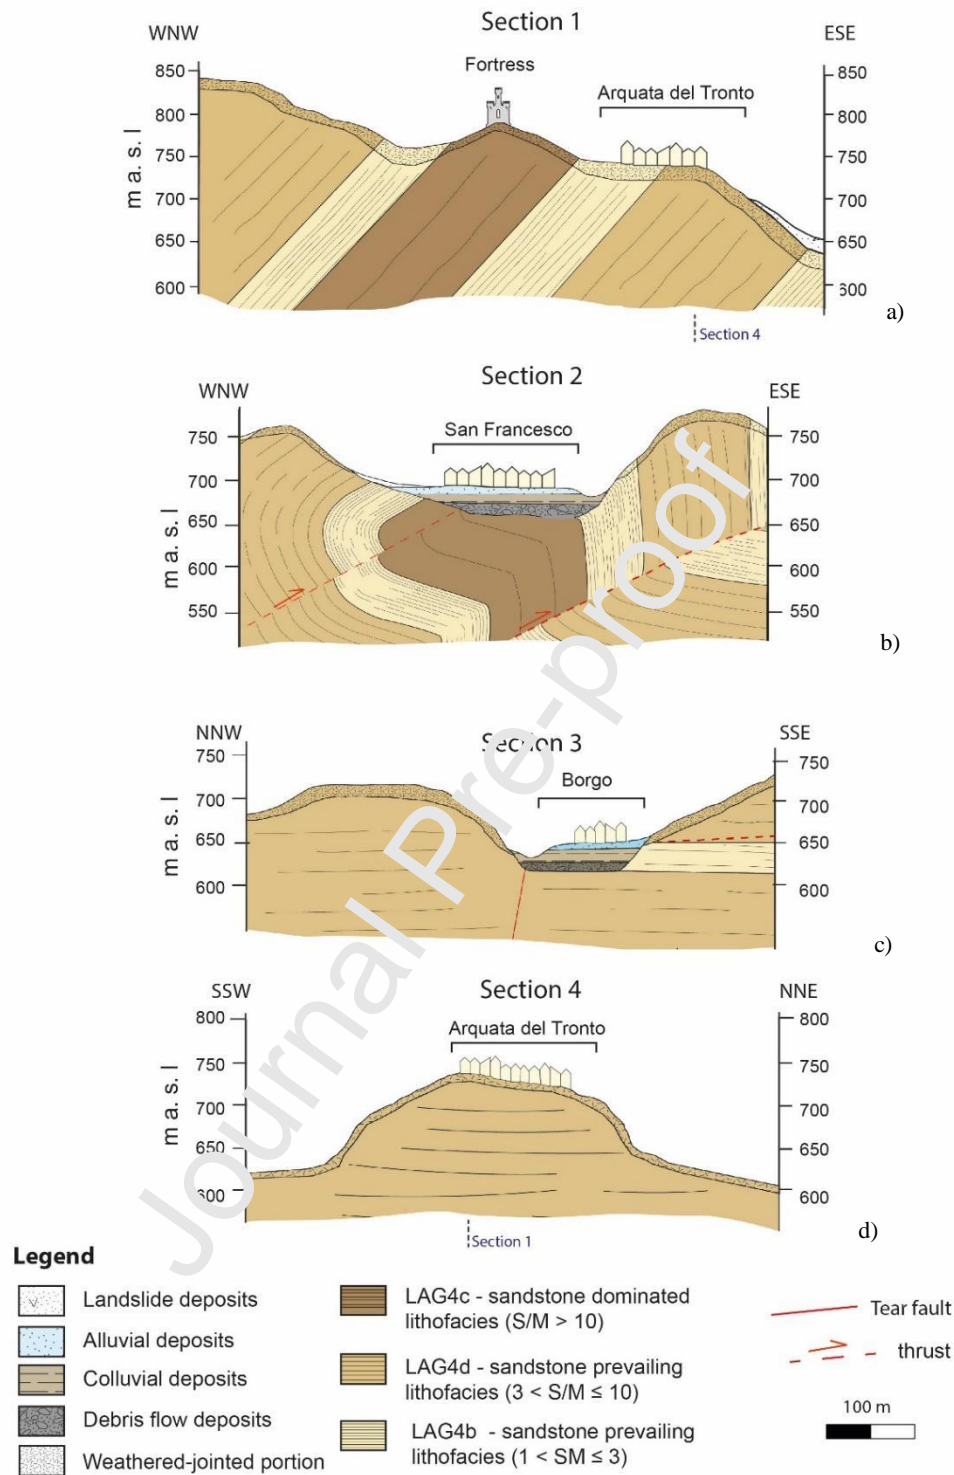 Section 1
WNW
ESE
Fortress
Arquata del Tronto
850
800
750
700
650
600
m a. s. l
850
800
750
700
650
600
a)
Section 4
Section 2
WNW
ESE
San Francesco
750
700
650
600
550
m a. s. l
750
700
650
600
550
b)
Section 3
NNW
SSE
Borgo
750
700
650
600
m a. s. l
750
700
650
600
c)
Section 4
SSW
NNE
Arquata del Tronto
800
750
700
650
600
m a. s. l
800
750
700
650
600
d)
Section 1
Journal Pre-proof
Legend
Landslide deposits
Alluvial deposits
Colluvial deposits
Debris flow deposits
Weathered-jointed portion
LAG4c - sandstone dominated
lithofacies (S/M > 10)
LAG4d - sandstone prevailing
lithofacies (3 < S/M ≤ 10)
LAG4b - sandstone prevailing
lithofacies (1 < SM ≤ 3)
Tear fault
thrust
100 m